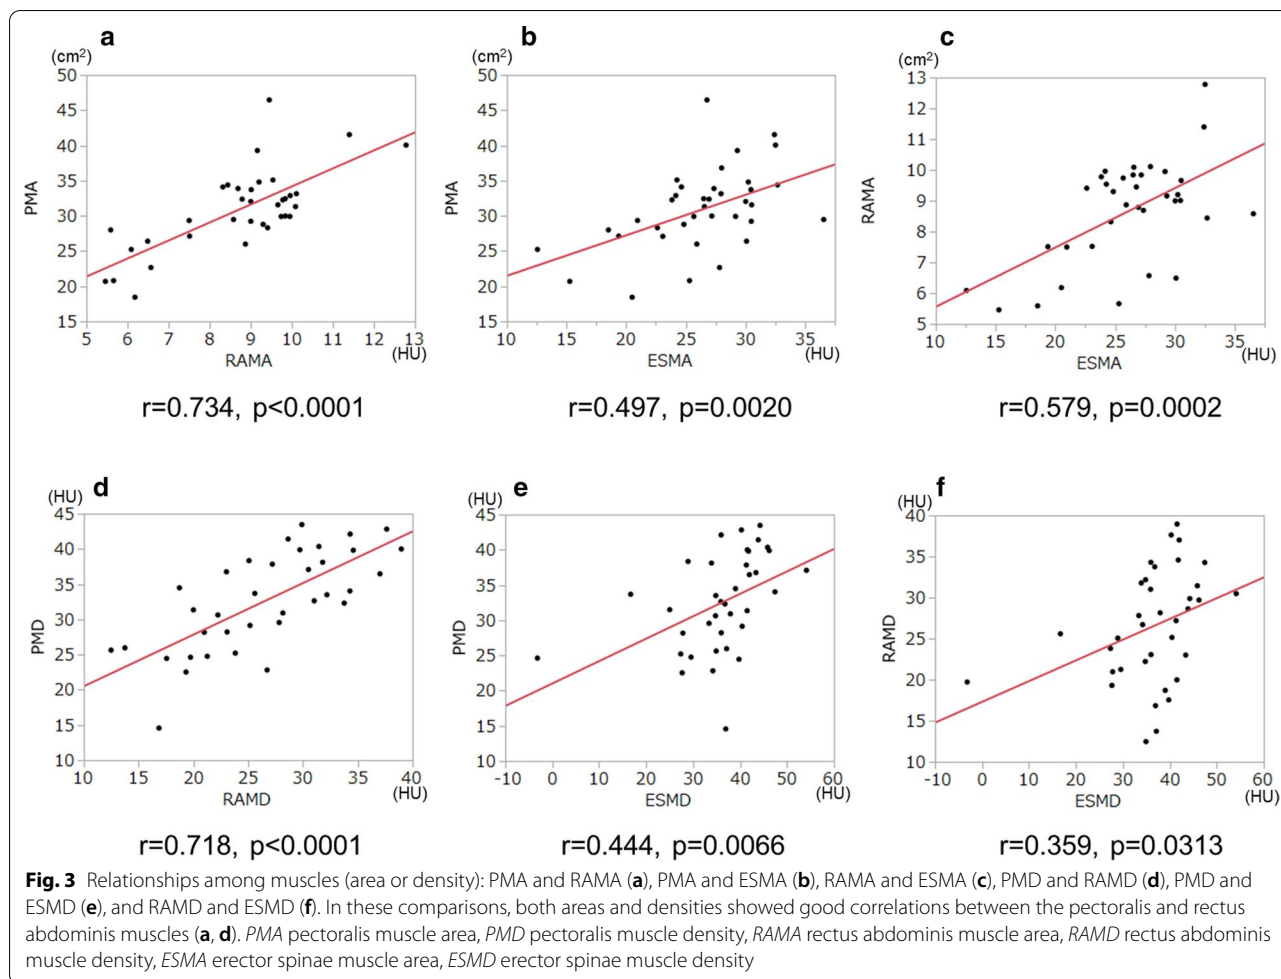 a
(cm²)
50
45
40
35
30
25
20
15
PMA
5 6 7 8 9 10 11 12 13
RAMA
(HU)
r=0.734, p<0.0001
b
(cm²)
50
45
40
35
30
25
20
15
PMA
10 15 20 25 30 35
ESMA
(HU)
r=0.497, p=0.0020
c
(cm²)
13
12
11
10
9
8
7
6
5
RAMA
10 15 20 25 30 35
ESMA
(HU)
r=0.579, p=0.0002
d
(HU)
45
40
35
30
25
20
15
10
PMD
10 15 20 25 30 35 40
RAMD
(HU)
r=0.718, p<0.0001
e
(HU)
45
40
35
30
25
20
15
10
PMD
-10 0 10 20 30 40 50 60
ESMD
(HU)
r=0.444, p=0.0066
f
(HU)
40
35
30
25
20
15
10
RAMD
-10 0 10 20 30 40 50 60
ESMD
(HU)
r=0.359, p=0.0313
Fig. 3 Relationships among muscles (area or density): PMA and RAMA (a), PMA and ESMA (b), RAMA and ESMA (c), PMD and RAMD (d), PMD and
ESMD (e), and RAMD and ESMD (f). In these comparisons, both areas and densities showed good correlations between the pectoralis and rectus
abdominis muscles (a, d). PMA pectoralis muscle area, PMD pectoralis muscle density, RAMA rectus abdominis muscle area, RAMD rectus abdominis
muscle density, ESMA erector spinae muscle area, ESMD erector spinae muscle density